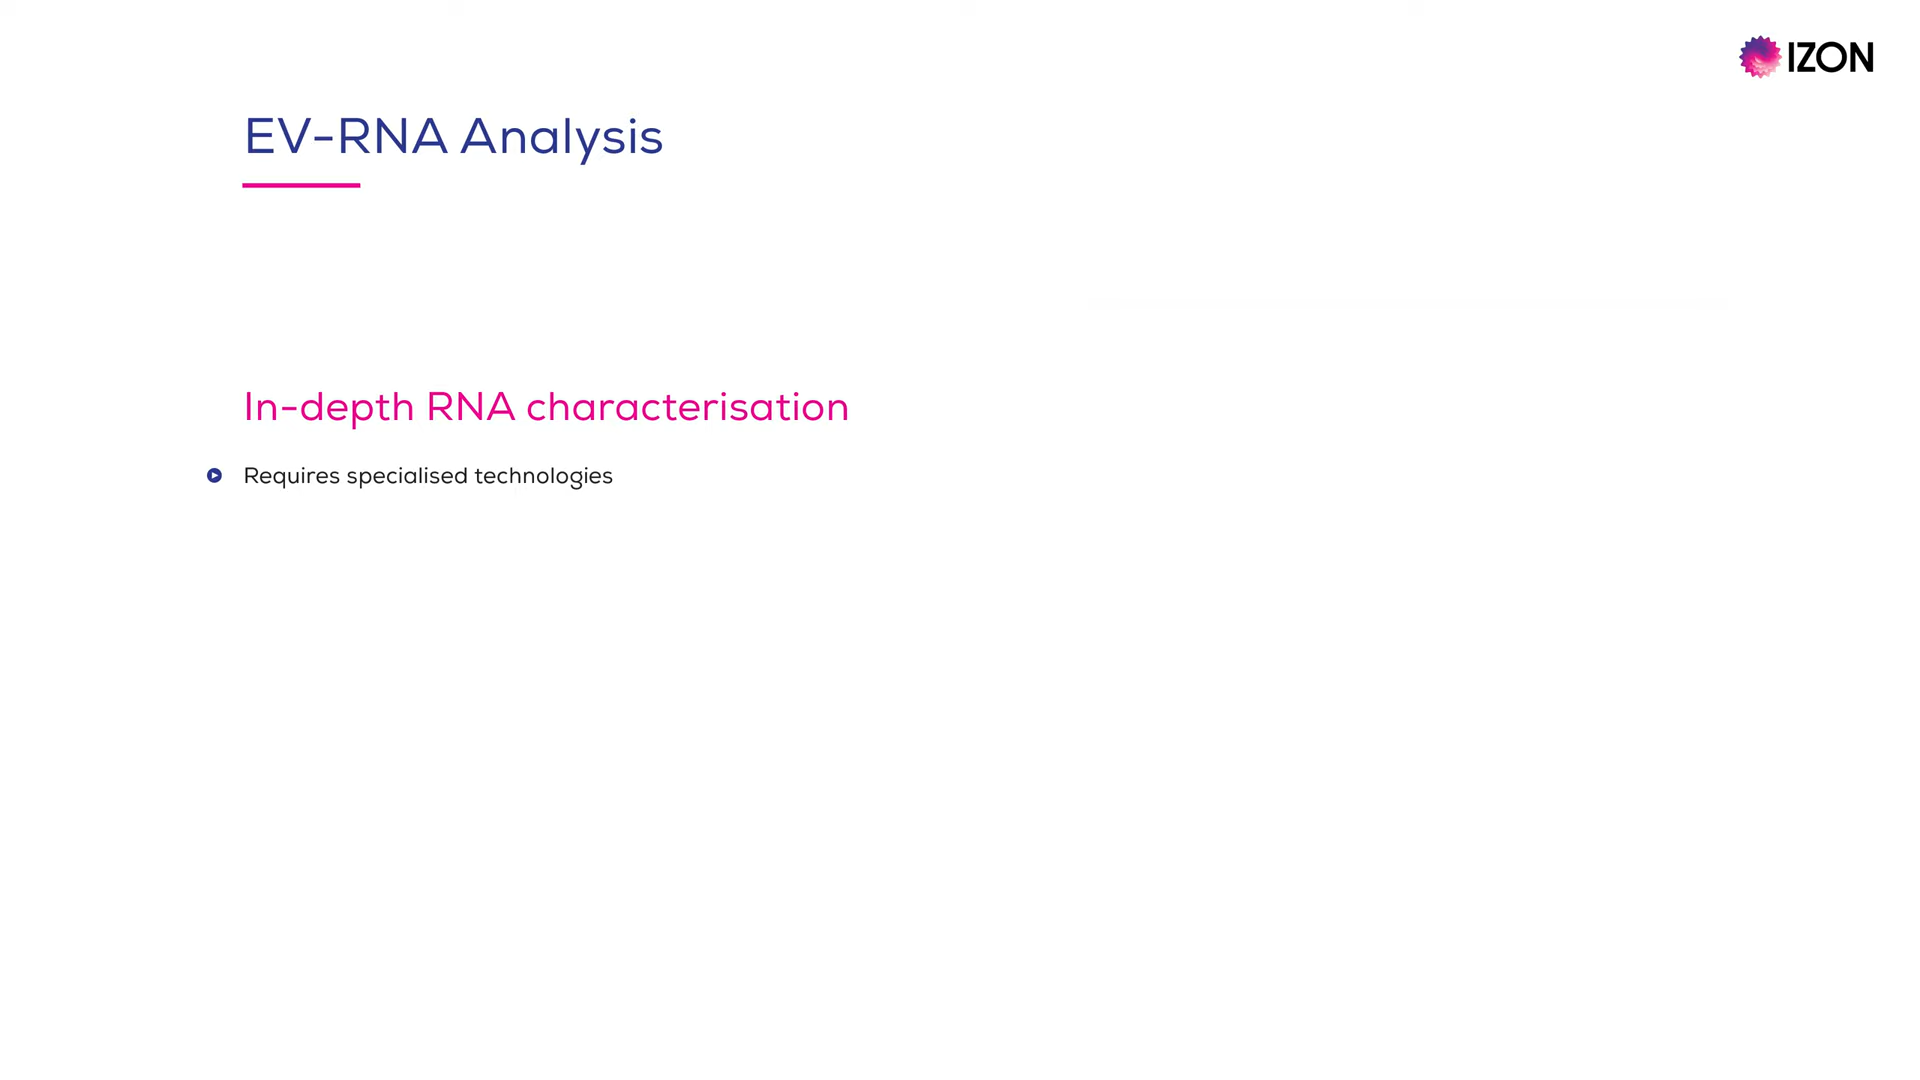 IZON
EV-RNA Analysis
In-depth RNA characterisation
Requires specialised technologies